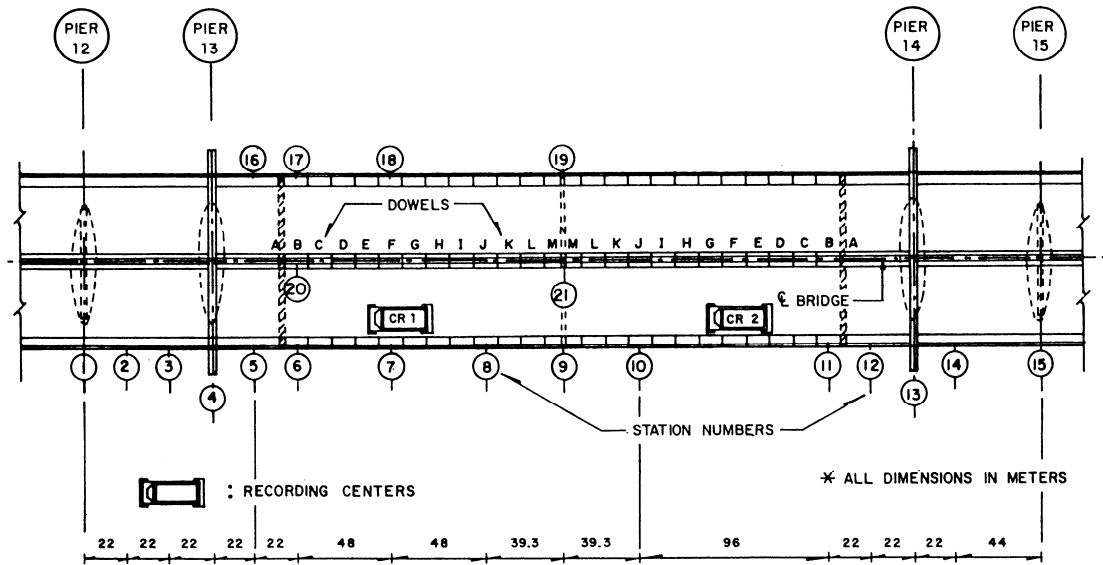 PIER 12
PIER 13
PIER 14
PIER 15
16 17 18 19
DOWELS
A B C D E F G H I J K L M M L K J I H G F E D C B A
20 21
℄ BRIDGE
CR 1
CR 2
1 2 3 4 5 6 7 8 9 10 11 12 13 14 15
STATION NUMBERS
: RECORDING CENTERS
* ALL DIMENSIONS IN METERS
22 22 22 22 22 48 48 39.3 39.3 96 22 22 22 44